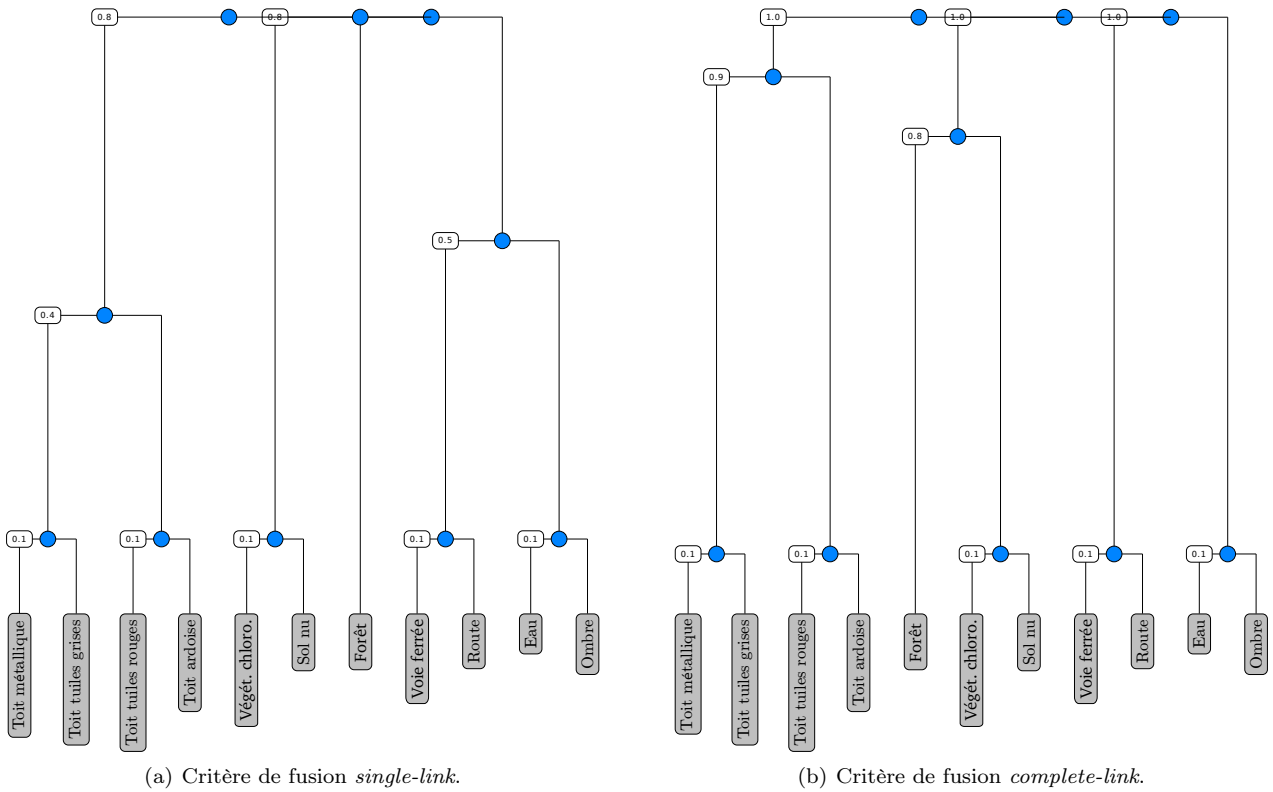 0.8
0.8
1.0
1.0
1.0
0.9
0.8
0.5
0.4
0.1
0.1
0.1
0.1
0.1
0.1
0.1
0.1
0.1
0.1
Toit métallique
Toit tuiles grises
Toit tuiles rouges
Toit ardoise
Végét. chloro.
Sol nu
Forêt
Voie ferrée
Route
Eau
Ombre
Toit métallique
Toit tuiles grises
Toit tuiles rouges
Toit ardoise
Forêt
Végét. chloro.
Sol nu
Voie ferrée
Route
Eau
Ombre
(a) Critère de fusion single-link.
(b) Critère de fusion complete-link.